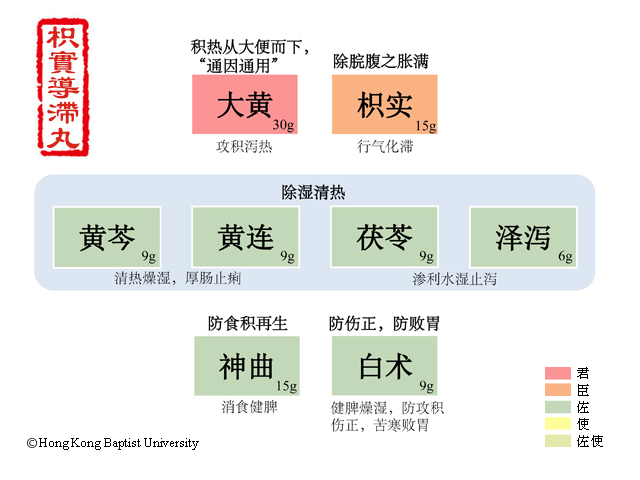 枳實導滯丸
积热从大便而下，
“通因通用”
大黄
30g
攻积泻热
除脘腹之胀满
枳实
15g
行气化滞
除湿清热
黄芩
9g
黄连
9g
茯苓
9g
泽泻
6g
清热燥湿，厚肠止痢
渗利水湿止泻
防食积再生
神曲
15g
消食健脾
防伤正，防败胃
白术
9g
健脾燥湿，防攻积
伤正，苦寒败胃
君
臣
佐
使
佐使
©Hong Kong Baptist University